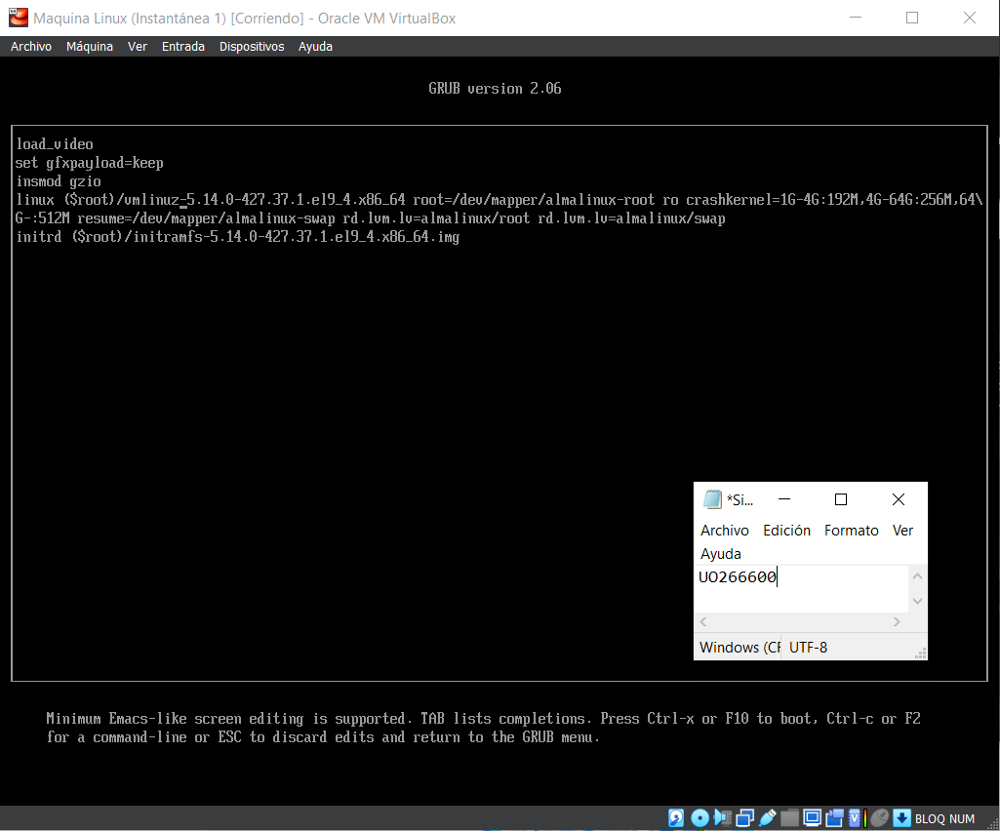 Maquina Linux (Instantánea 1) [Corriendo] - Oracle VM VirtualBox
Archivo Máquina Ver Entrada Dispositivos Ayuda
GRUB version 2.06
load_video
set gfxpayload=keep
insmod gzio
linux ($root)/vmlinuz-5.14.0-427.37.1.el9_4.x86_64 root=/dev/mapper/almalinux-root ro crashkernel=1G-4G:192M,4G-64G:256M,64\
G-:512M resume=/dev/mapper/almalinux-swap rd.lvm.lv=almalinux/root rd.lvm.lv=almalinux/swap
initrd ($root)/initramfs-5.14.0-427.37.1.el9_4.x86_64.img
*Si...
Archivo Edición Formato Ver
Ayuda
UO266600
Windows (CF UTF-8
Minimum Emacs-like screen editing is supported. TAB lists completions. Press Ctrl-x or F10 to boot, Ctrl-c or F2
for a command-line or ESC to discard edits and return to the GRUB menu.
BLOQ NUM